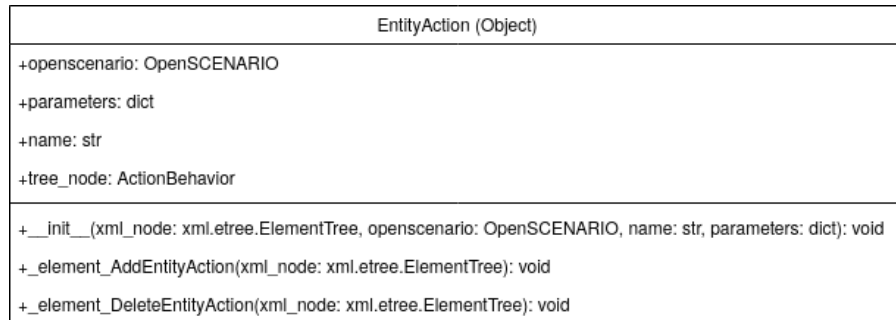 EntityAction (Object)
+openscenario: OpenSCENARIO
+parameters: dict
+name: str
+tree_node: ActionBehavior
+__init__(xml_node: xml.etree.ElementTree, openscenario: OpenSCENARIO, name: str, parameters: dict): void
+_element_AddEntityAction(xml_node: xml.etree.ElementTree): void
+_element_DeleteEntityAction(xml_node: xml.etree.ElementTree): void